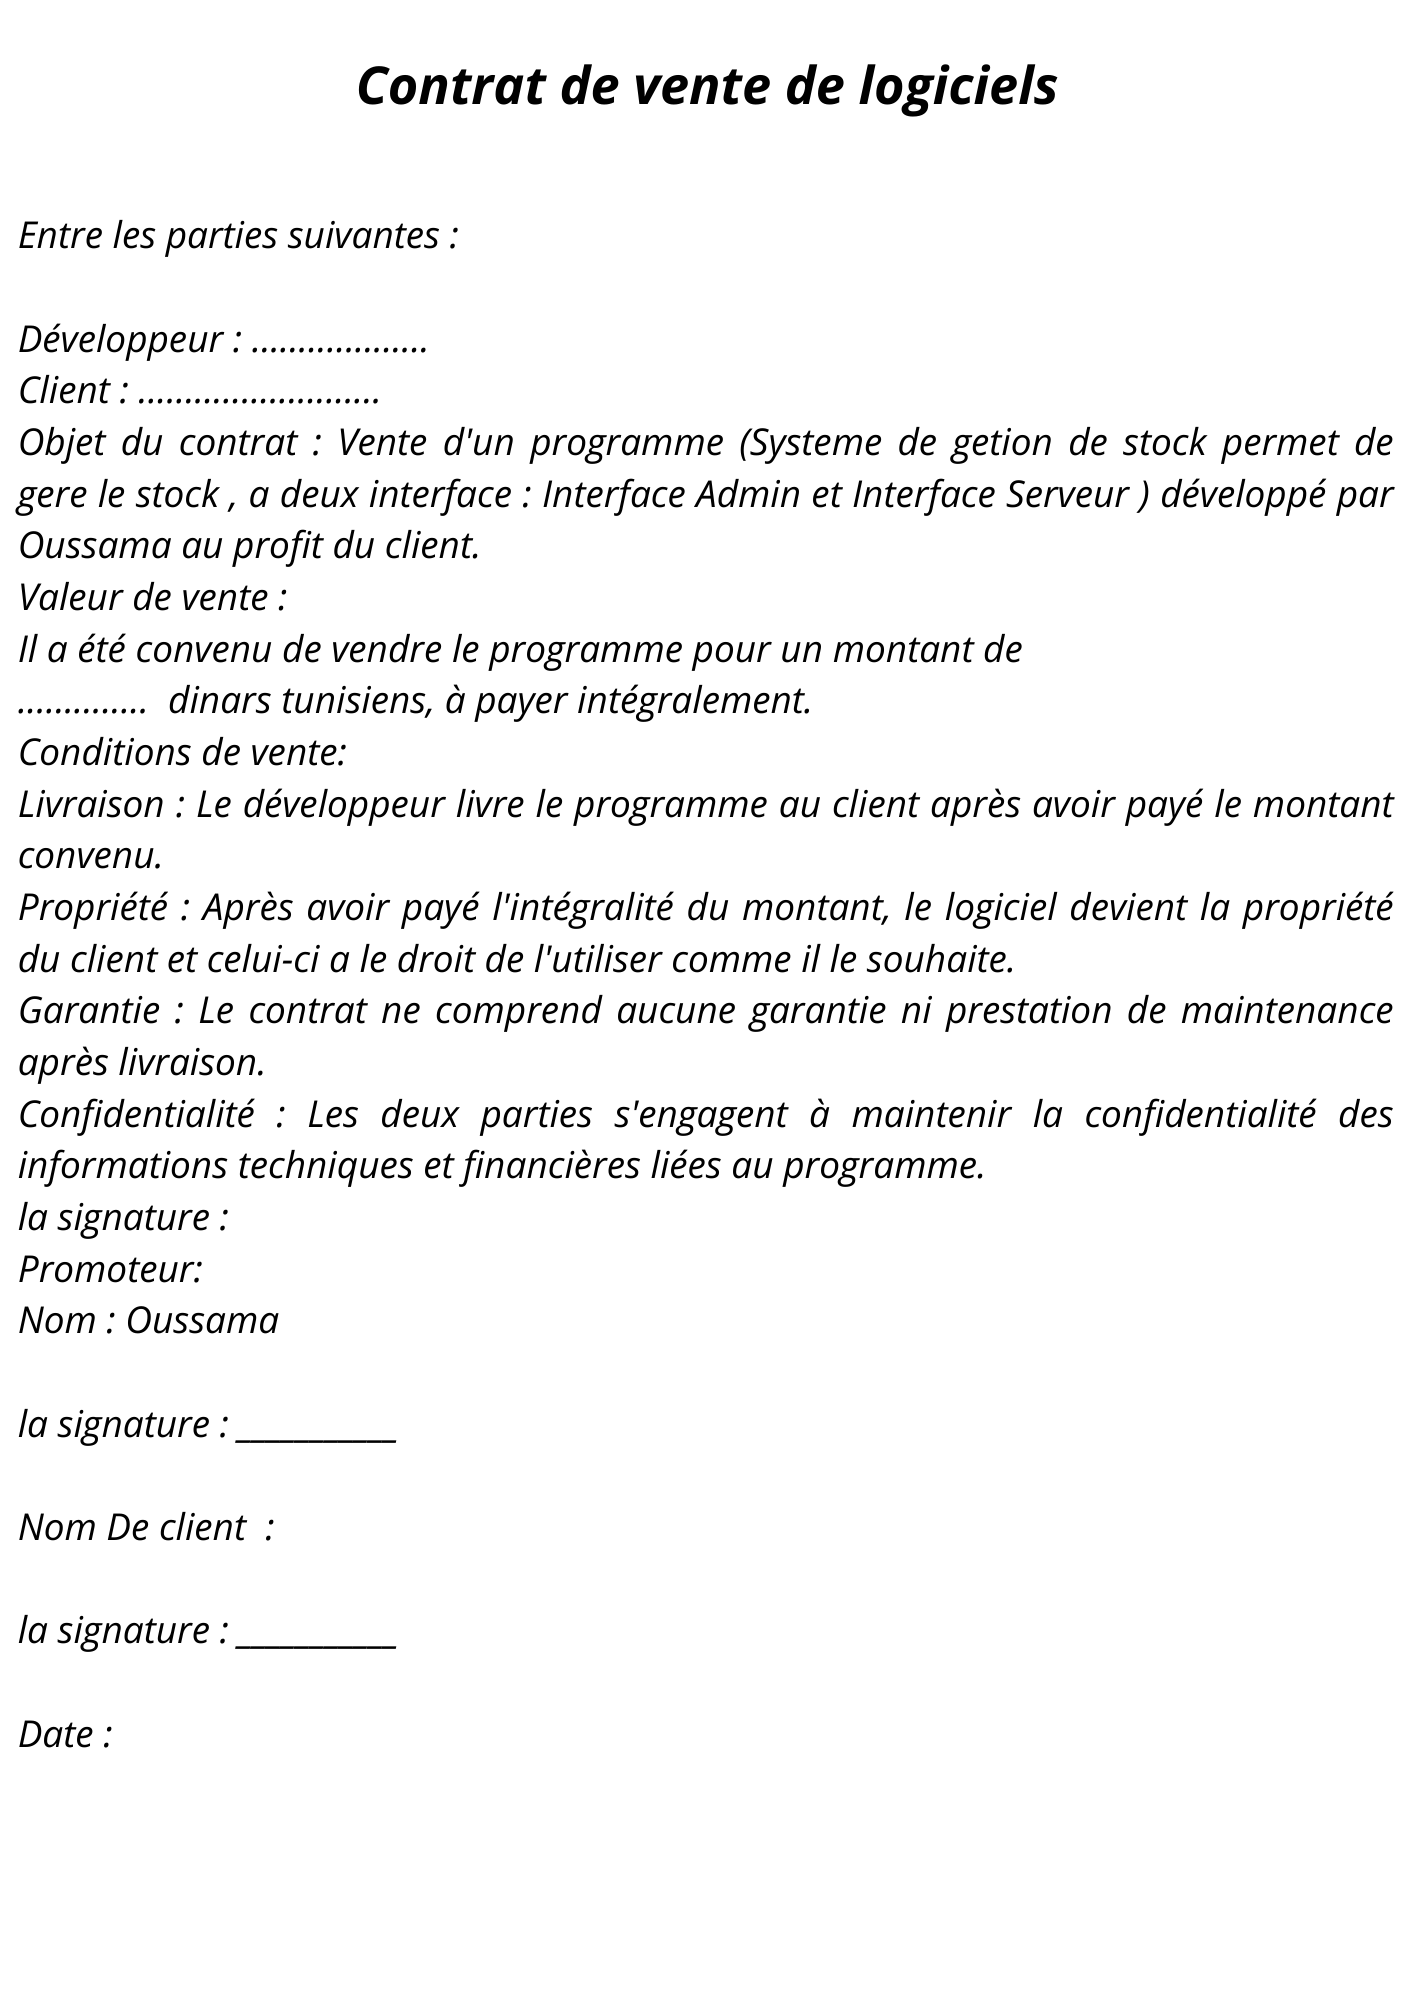 Contrat de vente de logiciels
Entre les parties suivantes :
Développeur : ...................
Client : ..........................
Objet du contrat : Vente d'un programme (Systeme de getion de stock permet de
gere le stock , a deux interface : Interface Admin et Interface Serveur ) développé par
Oussama au profit du client.
Valeur de vente :
Il a été convenu de vendre le programme pour un montant de
..............  dinars tunisiens, à payer intégralement.
Conditions de vente:
Livraison : Le développeur livre le programme au client après avoir payé le montant
convenu.
Propriété : Après avoir payé l'intégralité du montant, le logiciel devient la propriété
du client et celui-ci a le droit de l'utiliser comme il le souhaite.
Garantie : Le contrat ne comprend aucune garantie ni prestation de maintenance
après livraison.
Confidentialité : Les deux parties s'engagent à maintenir la confidentialité des
informations techniques et financières liées au programme.
la signature :
Promoteur:
Nom : Oussama
la signature : ___________
Nom De client  :
la signature : ___________
Date :